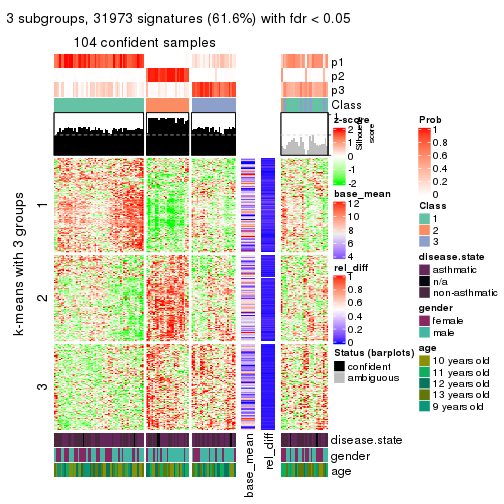 3 subgroups, 31973 signatures (61.6%) with fdr < 0.05
104 confident samples
p1
p2
p3
Class
Silhouette
score
1
2
3
k-means with 3 groups
z-score
2
1
0
-1
-2
base_mean
12
10
8
6
4
rel_diff
1
0.8
0.6
0.4
0.2
0
Status (barplots)
confident
ambiguous
Prob
1
0.8
0.6
0.4
0.2
0
Class
1
2
3
disease.state
asthmatic
n/a
non-asthmatic
gender
female
male
age
10 years old
11 years old
12 years old
13 years old
9 years old
disease.state
gender
age
base_mean
rel_diff